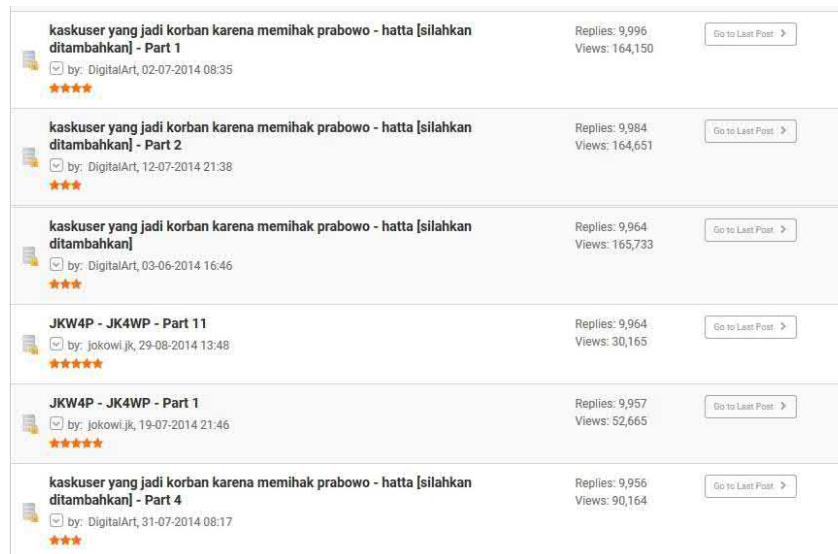 kaskuser yang jadi korban karena memihak prabowo - hatta [silahkan
ditambahkan] - Part 1
by: DigitalArt, 02-07-2014 08:35
Replies: 9,996
Views: 164,150
Go to Last Post
kaskuser yang jadi korban karena memihak prabowo - hatta [silahkan
ditambahkan] - Part 2
by: DigitalArt, 12-07-2014 21:38
Replies: 9,984
Views: 164,651
Go to Last Post
kaskuser yang jadi korban karena memihak prabowo - hatta [silahkan
ditambahkan]
by: DigitalArt, 03-06-2014 16:46
Replies: 9,964
Views: 165,733
Go to Last Post
JKW4P - JK4WP - Part 11
by: jokowi.jk, 29-08-2014 13:48
Replies: 9,964
Views: 30,165
Go to Last Post
JKW4P - JK4WP - Part 1
by: jokowi.jk, 19-07-2014 21:46
Replies: 9,957
Views: 52,665
Go to Last Post
kaskuser yang jadi korban karena memihak prabowo - hatta [silahkan
ditambahkan] - Part 4
by: DigitalArt, 31-07-2014 08:17
Replies: 9,956
Views: 90,164
Go to Last Post